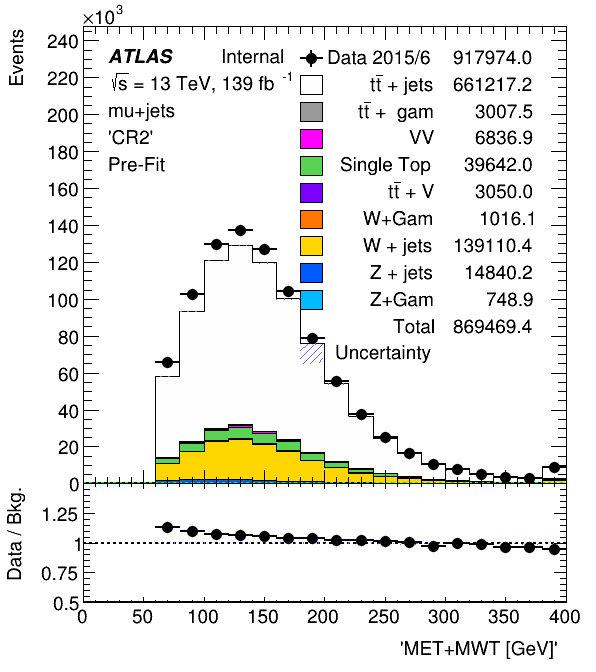 ×10³
Events
240
220
200
180
160
140
120
100
80
60
40
20
0
ATLAS Internal
√s = 13 TeV, 139 fb⁻¹
mu+jets
'CR2'
Pre-Fit
Data 2015/6 917974.0
tt̄ + jets 661217.2
tt̄ + gam 3007.5
VV 6836.9
Single Top 39642.0
tt̄ + V 3050.0
W+Gam 1016.1
W + jets 139110.4
Z + jets 14840.2
Z+Gam 748.9
Total 869469.4
Uncertainty
Data / Bkg.
1.25
1
0.75
0.5
0 50 100 150 200 250 300 350 400
'MET+MWT [GeV]'